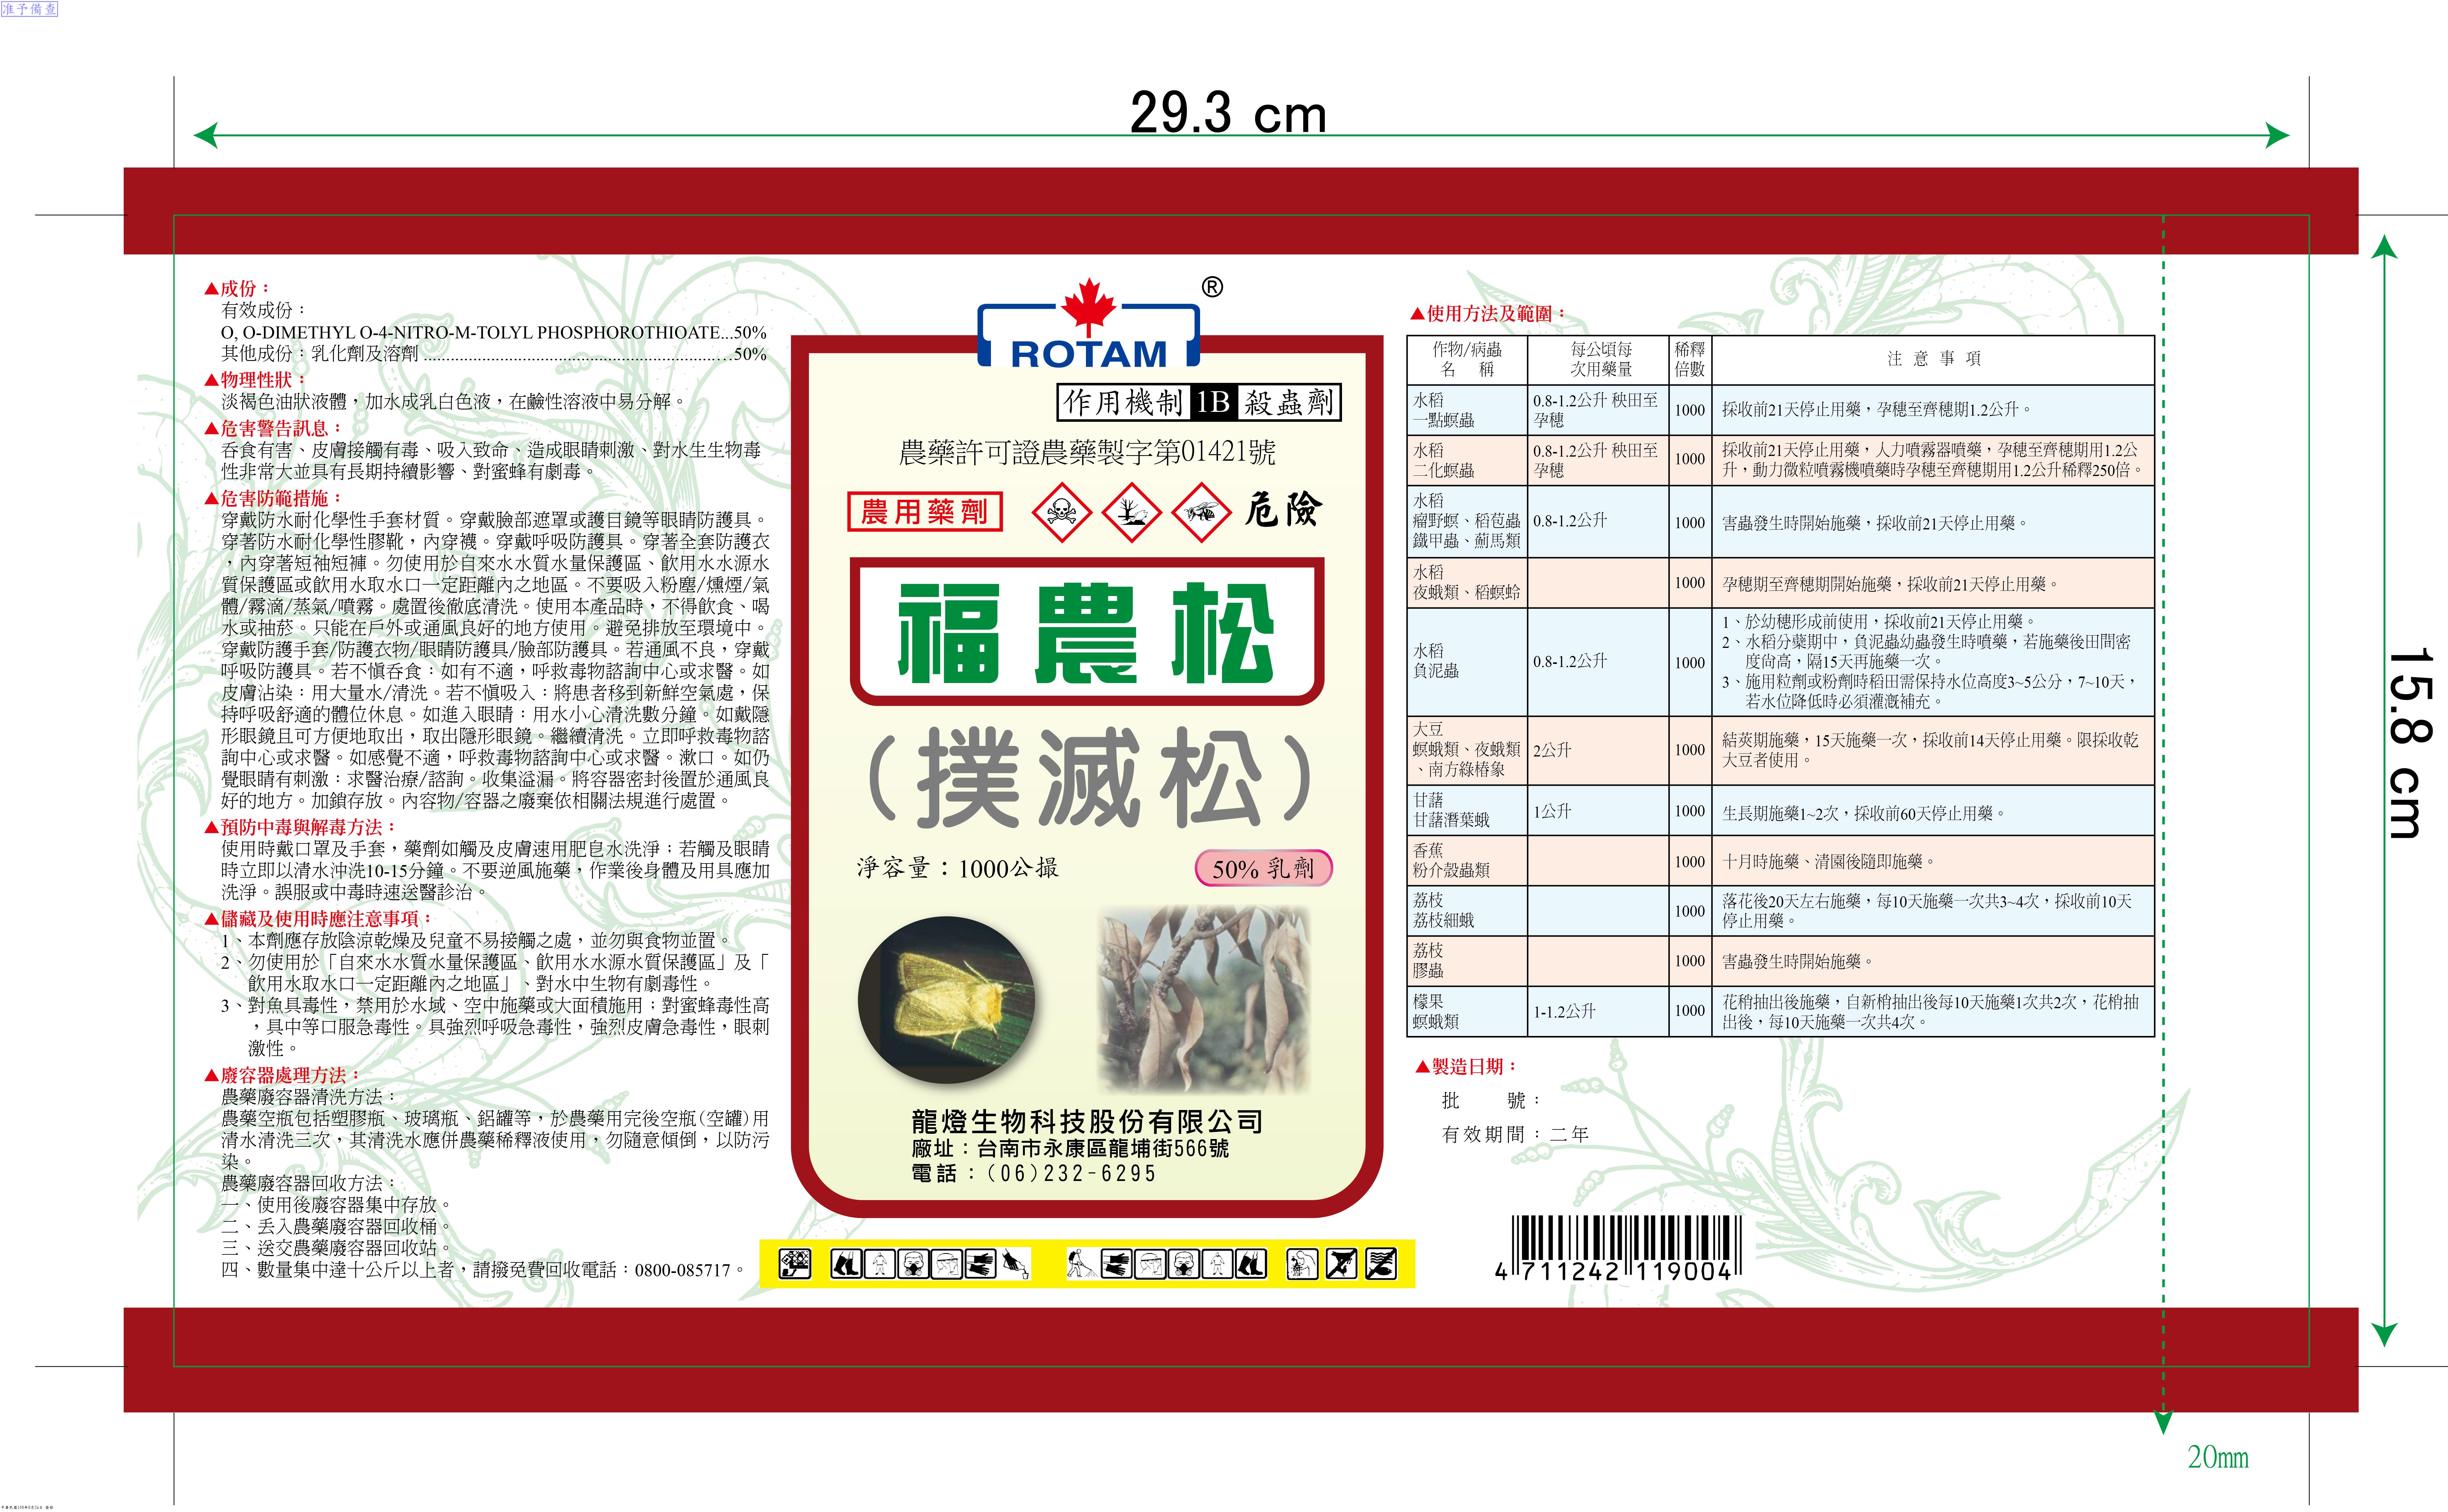 准予備查
29.3 cm
▲成份：
有效成份：
O, O-DIMETHYL O-4-NITRO-M-TOLYL PHOSPHOROTHIOATE...50%
其他成份：乳化劑及溶劑..........................................................50%
▲物理性狀：
淡褐色油狀液體，加水成乳白色液，在鹼性溶液中易分解。
▲危害警告訊息：
吞食有害、皮膚接觸有毒、吸入致命、造成眼睛刺激、對水生生物毒
性非常大並具有長期持續影響、對蜜蜂有劇毒。
▲危害防範措施：
穿戴防水耐化學性手套材質。穿戴臉部遮罩或護目鏡等眼睛防護具。
穿著防水耐化學性膠靴，內穿襪。穿戴呼吸防護具。穿著全套防護衣
，內穿著短袖短褲。勿使用於自來水水質水量保護區、飲用水水源水
質保護區或飲用水取水口一定距離內之地區。不要吸入粉塵/燻煙/氣
體/霧滴/蒸氣/噴霧。處置後徹底清洗。使用本產品時，不得飲食、喝
水或抽菸。只能在戶外或通風良好的地方使用。避免排放至環境中。
穿戴防護手套/防護衣物/眼睛防護具/臉部防護具。若通風不良，穿戴
呼吸防護具。若不慎吞食：如有不適，呼救毒物諮詢中心或求醫。如
皮膚沾染：用大量水/清洗。若不慎吸入：將患者移到新鮮空氣處，保
持呼吸舒適的體位休息。如進入眼睛：用水小心清洗數分鐘。如戴隱
形眼鏡且可方便地取出，取出隱形眼鏡。繼續清洗。立即呼救毒物諮
詢中心或求醫。如感覺不適，呼救毒物諮詢中心或求醫。漱口。如仍
覺眼睛有刺激：求醫治療/諮詢。收集溢漏。將容器密封後置於通風良
好的地方。加鎖存放。內容物/容器之廢棄依相關法規進行處置。
▲預防中毒與解毒方法：
使用時戴口罩及手套，藥劑如觸及皮膚速用肥皂水洗淨；若觸及眼睛
時立即以清水沖洗10-15分鐘。不要逆風施藥，作業後身體及用具應加
洗淨。誤服或中毒時速送醫診治。
▲儲藏及使用時應注意事項：
1、本劑應存放陰涼乾燥及兒童不易接觸之處，並勿與食物並置。
2、勿使用於「自來水水質水量保護區、飲用水水源水質保護區」及「
飲用水取水口一定距離內之地區」、對水中生物有劇毒性。
3、對魚具毒性，禁用於水域、空中施藥或大面積施用；對蜜蜂毒性高
，具中等口服急毒性。具強烈呼吸急毒性，強烈皮膚急毒性，眼刺
激性。
▲廢容器處理方法：
農藥廢容器清洗方法：
農藥空瓶包括塑膠瓶、玻璃瓶、鋁罐等，於農藥用完後空瓶(空罐)用
清水清洗三次，其清洗水應併農藥稀釋液使用，勿隨意傾倒，以防污
染。
農藥廢容器回收方法：
一、使用後廢容器集中存放。
二、丟入農藥廢容器回收桶。
三、送交農藥廢容器回收站。
四、數量集中達十公斤以上者，請撥免費回收電話：0800-085717。
®
ROTAM
作用機制 1B 殺蟲劑
農藥許可證農藥製字第01421號
農用藥劑 危險
福農松
(撲滅松)
淨容量：1000公撮 50% 乳劑
龍燈生物科技股份有限公司
廠址：台南市永康區龍埔街566號
電話：(06)232-6295
▲使用方法及範圍：
作物/病蟲名 稱 每公頃每次用藥量 稀釋倍數 注 意 事 項
水稻 一點螟蟲 0.8-1.2公升 秧田至孕穗 1000 採收前21天停止用藥，孕穗至齊穗期1.2公升。
水稻 二化螟蟲 0.8-1.2公升 秧田至孕穗 1000 採收前21天停止用藥，人力噴霧器噴藥，孕穗至齊穗期用1.2公升，動力微粒噴霧機噴藥時孕穗至齊穗期用1.2公升稀釋250倍。
水稻 瘤野螟、稻苞蟲 鐵甲蟲、薊馬類 0.8-1.2公升 1000 害蟲發生時開始施藥，採收前21天停止用藥。
水稻 夜蛾類、稻螟蛉 1000 孕穗期至齊穗期開始施藥，採收前21天停止用藥。
水稻 負泥蟲 0.8-1.2公升 1000 1、於幼穗形成前使用，採收前21天停止用藥。
2、水稻分蘗期中，負泥蟲幼蟲發生時噴藥，若施藥後田間密
度尚高，隔15天再施藥一次。
3、施用粒劑或粉劑時稻田需保持水位高度3~5公分，7~10天，
若水位降低時必須灌溉補充。
大豆 螟蛾類、夜蛾類、南方綠椿象 2公升 1000 結莢期施藥，15天施藥一次，採收前14天停止用藥。限採收乾大豆者使用。
甘藷 甘藷潛葉蛾 1公升 1000 生長期施藥1~2次，採收前60天停止用藥。
香蕉 粉介殼蟲類 1000 十月時施藥、清園後隨即施藥。
荔枝 荔枝細蛾 1000 落花後20天左右施藥，每10天施藥一次共3~4次，採收前10天停止用藥。
荔枝 膠蟲 1000 害蟲發生時開始施藥。
檬果 螟蛾類 1-1.2公升 1000 花稍抽出後施藥，自新梢抽出後每10天施藥1次共2次，花梢抽出後，每10天施藥一次共4次。
▲製造日期：
批 號：
有效期間：二年
4 711242 119004
15.8 cm
20mm